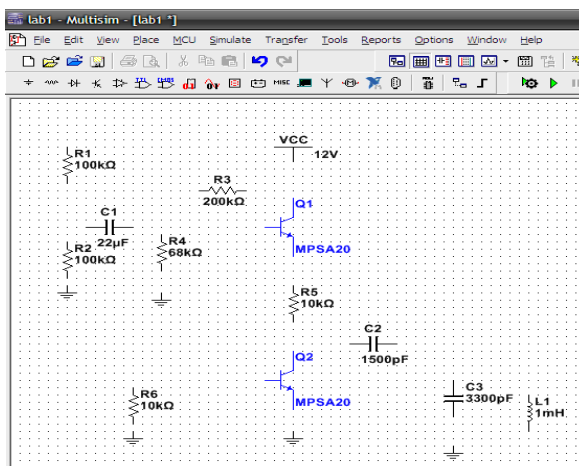 lab1 - Multisim - [lab1 *]
File Edit View Place MCU Simulate Transfer Tools Reports Options Window Help
MISC
VCC
12V
R1
100kΩ
R3
200kΩ
Q1
MPSA20
C1
22µF
R2
100kΩ
R4
68kΩ
R5
10kΩ
C2
1500pF
Q2
MPSA20
R6
10kΩ
C3
3300pF
L1
1mH